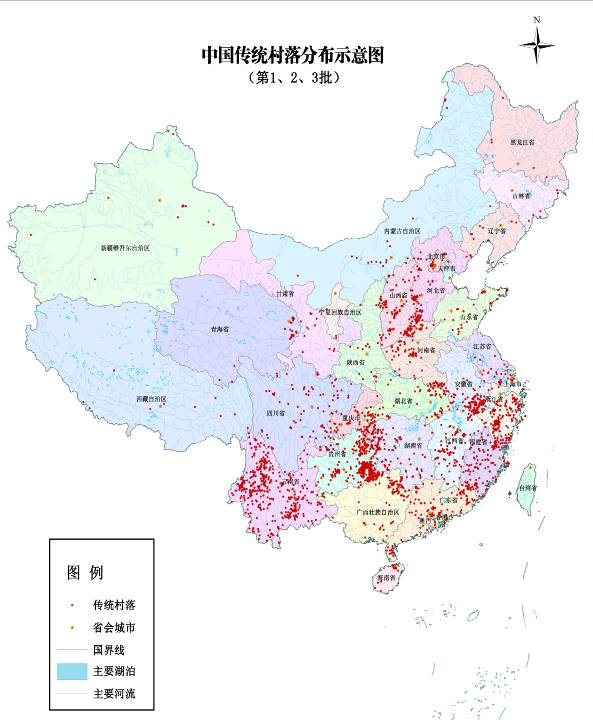 中国传统村落分布示意图
（第1、2、3批）
N
黑龙江省
吉林省
辽宁省
内蒙古自治区
新疆维吾尔自治区
北京市
天津市
河北省
山西省
山东省
甘肃省
宁夏回族自治区
青海省
陕西省
河南省
江苏省
安徽省
上海市
西藏自治区
四川省
湖北省
重庆市
浙江省
湖南省
江西省
福建省
贵州省
云南省
台湾省
广西壮族自治区
广东省
海南省
图 例
传统村落
省会城市
国界线
主要湖泊
主要河流